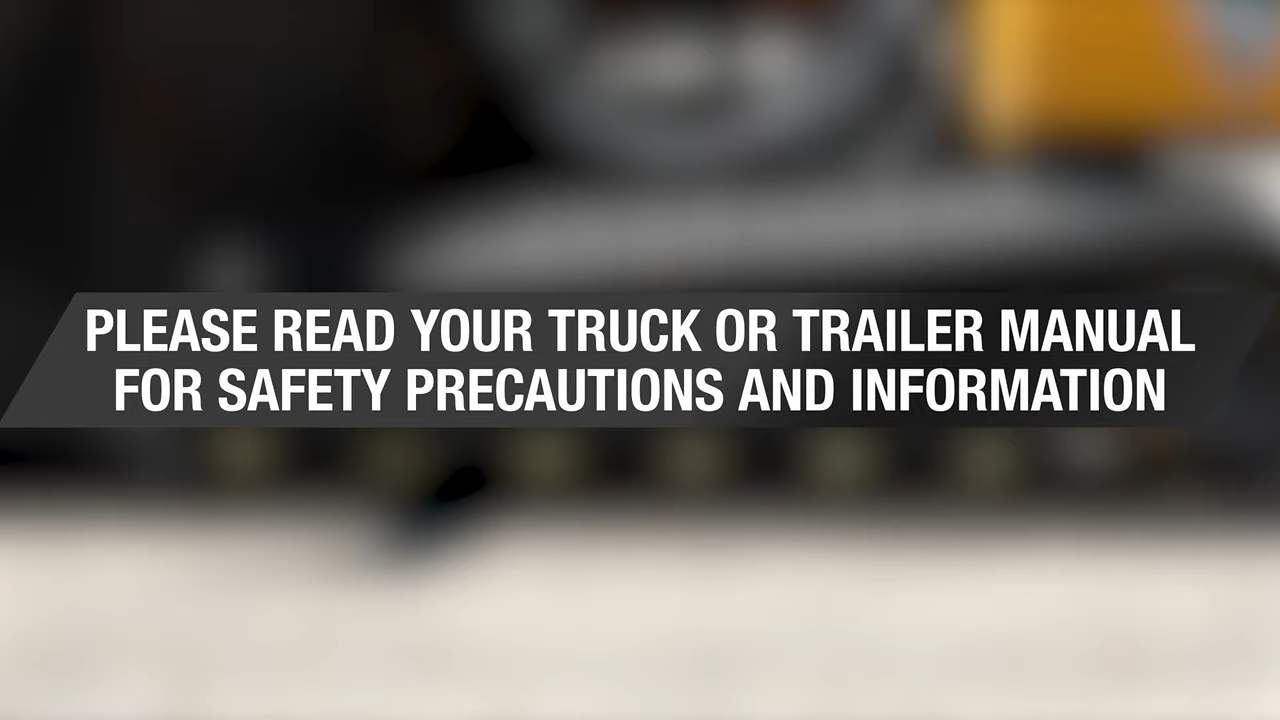 PLEASE READ YOUR TRUCK OR TRAILER MANUAL
FOR SAFETY PRECAUTIONS AND INFORMATION